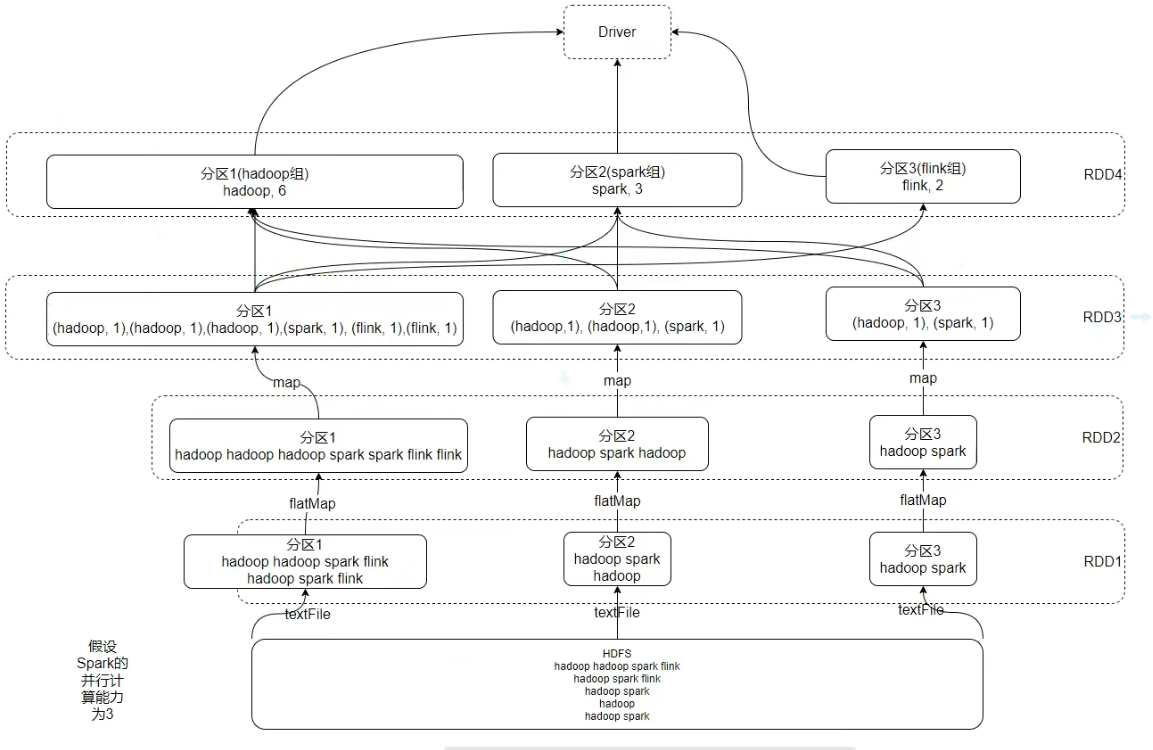 Driver
分区1(hadoop组)
hadoop, 6
分区2(spark组)
spark, 3
分区3(flink组)
flink, 2
RDD4
分区1
(hadoop, 1),(hadoop, 1),(hadoop, 1),(spark, 1), (flink, 1),(flink, 1)
分区2
(hadoop,1), (hadoop,1), (spark, 1)
分区3
(hadoop, 1), (spark, 1)
RDD3
map
map
map
分区1
hadoop hadoop hadoop spark spark flink flink
分区2
hadoop spark hadoop
分区3
hadoop spark
RDD2
flatMap
flatMap
flatMap
分区1
hadoop hadoop spark flink
hadoop spark flink
分区2
hadoop spark
hadoop
分区3
hadoop spark
RDD1
textFile
textFile
textFile
HDFS
hadoop hadoop spark flink
hadoop spark flink
hadoop spark
hadoop
hadoop spark
假设
Spark的
并行计
算能力
为3